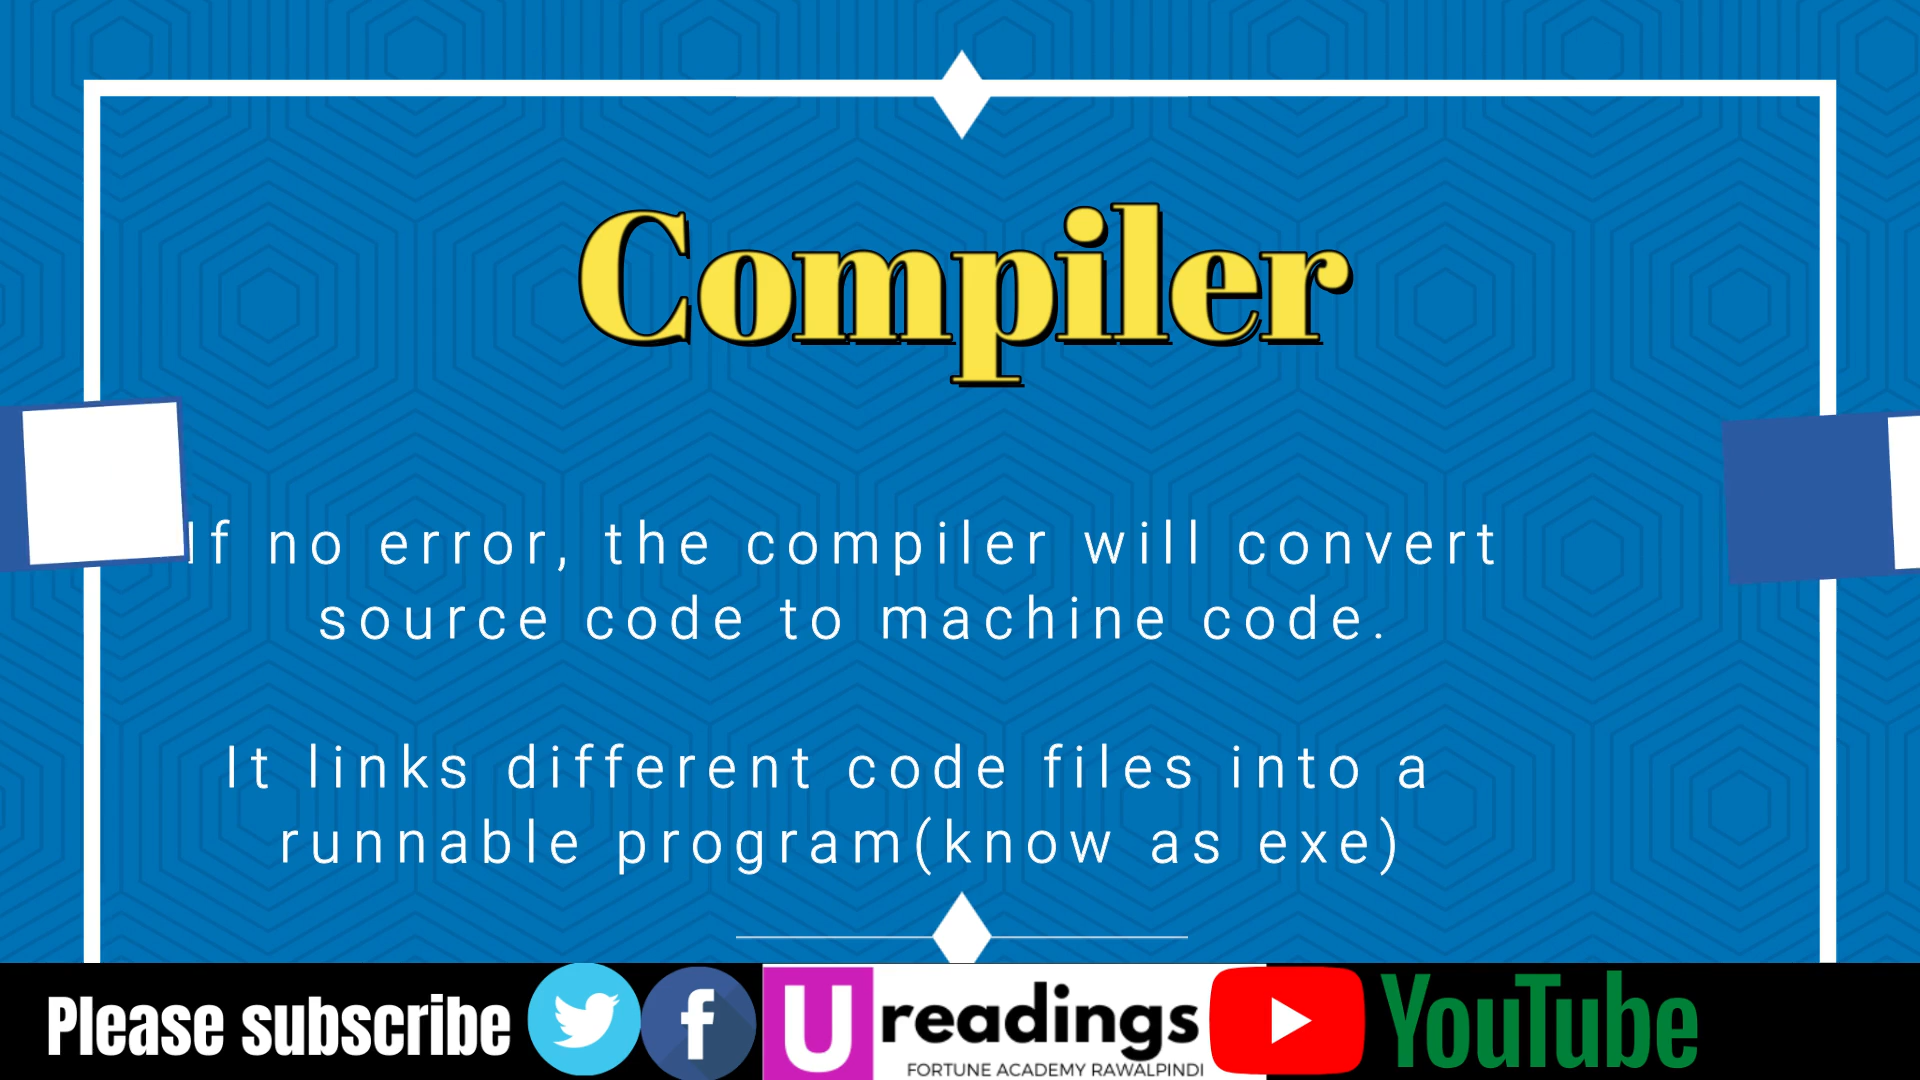 Compiler
If no error, the compiler will convert
source code to machine code.
It links different code files into a
runnable program(know as exe)
Please subscribe
U readings
FORTUNE ACADEMY RAWALPINDI
YouTube